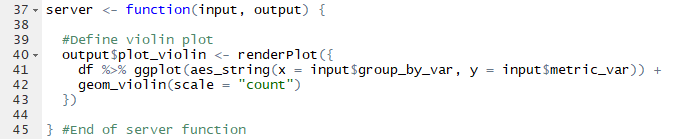 37 server <- function(input, output) {
38
39 #Define violin plot
40 output$plot_violin <- renderPlot({
41 df %>% ggplot(aes_string(x = input$group_by_var, y = input$metric_var)) +
42 geom_violin(scale = "count")
43 })
44
45 } #End of server function